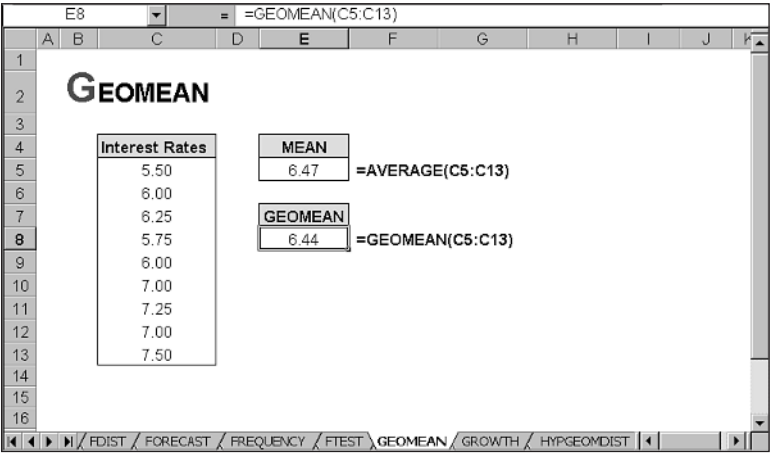 E8 = =GEOMEAN(C5:C13)
A B C D E F G H I J K
1
2 GEOMEAN
3
4 Interest Rates MEAN
5 5.50 6.47 =AVERAGE(C5:C13)
6 6.00
7 6.25 GEOMEAN
8 5.75 6.44 =GEOMEAN(C5:C13)
9 6.00
10 7.00
11 7.25
12 7.00
13 7.50
14
15
16
FDIST FORECAST FREQUENCY FTEST GEOMEAN GROWTH HYPGEOMDIST